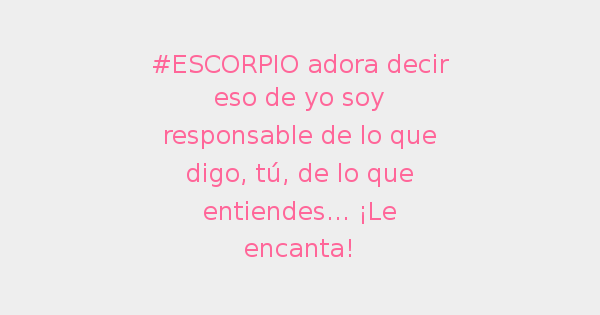 #ESCORPIO adora decir
eso de yo soy
responsable de lo que
digo, tú, de lo que
entiendes... ¡Le
encanta!